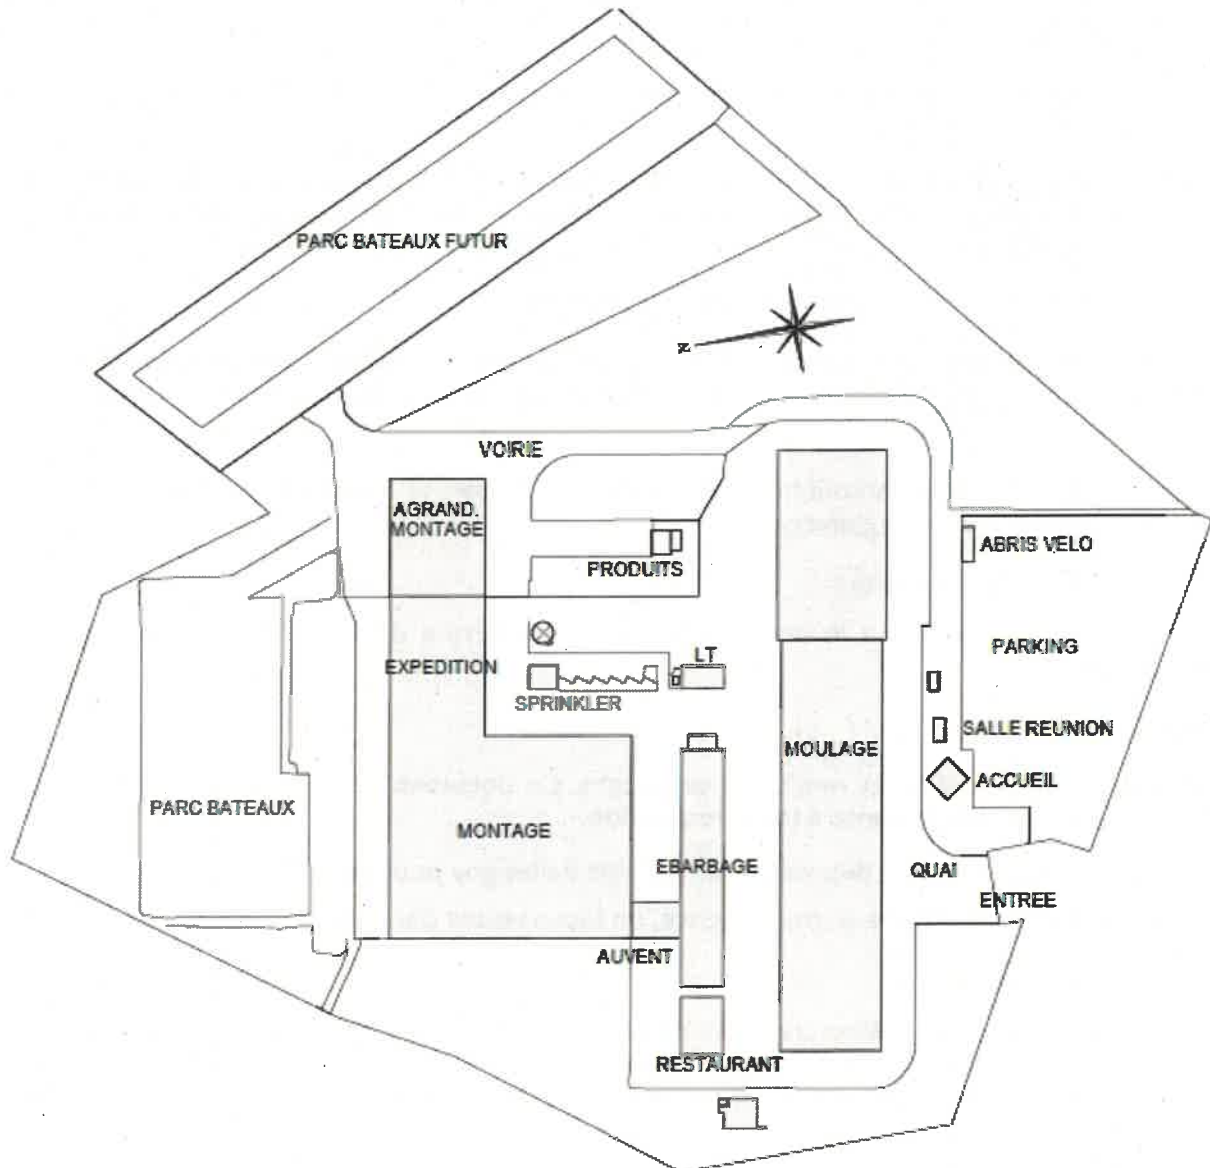 PARC BATEAUX FUTUR
N
VOIRIE
AGRAND.
MONTAGE
PRODUITS
ABRIS VELO
EXPEDITION
LT
PARKING
SPRINKLER
SALLE REUNION
MOULAGE
ACCUEIL
PARC BATEAUX
MONTAGE
EBARBAGE
QUAI
ENTREE
AUVENT
RESTAURANT